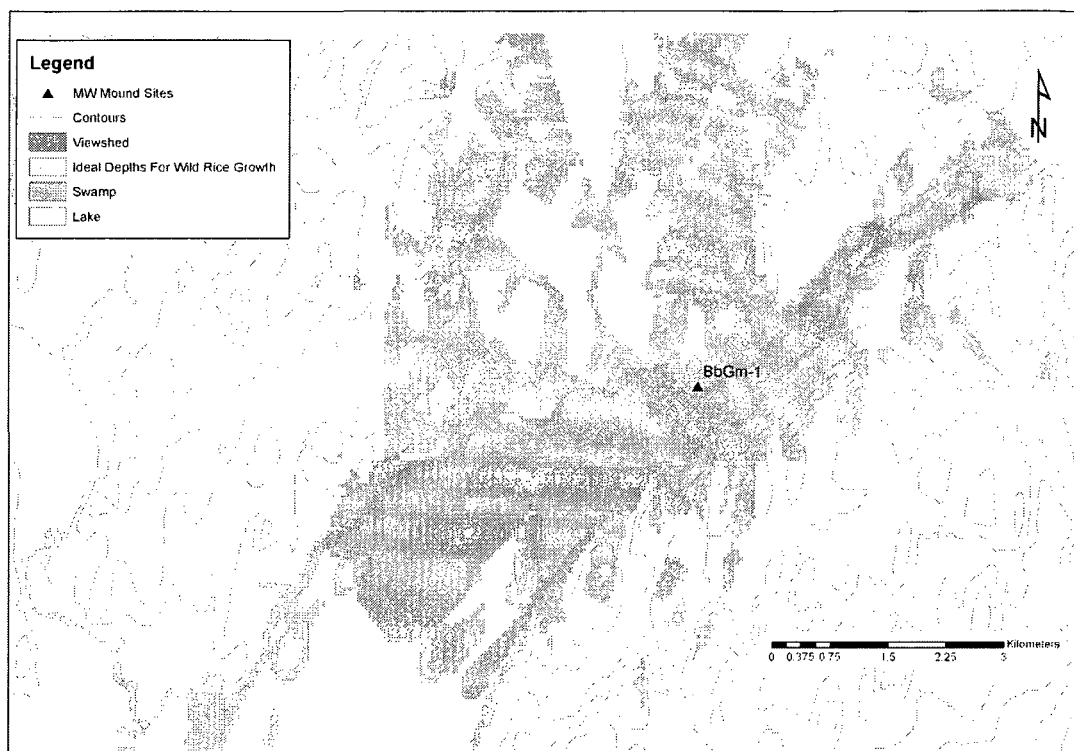 Legend
MW Mound Sites
Contours
Viewshed
Ideal Depths For Wild Rice Growth
Swamp
Lake
N
BbGm-1
Kilometers
0 0.375 0.75 1.5 2.25 3